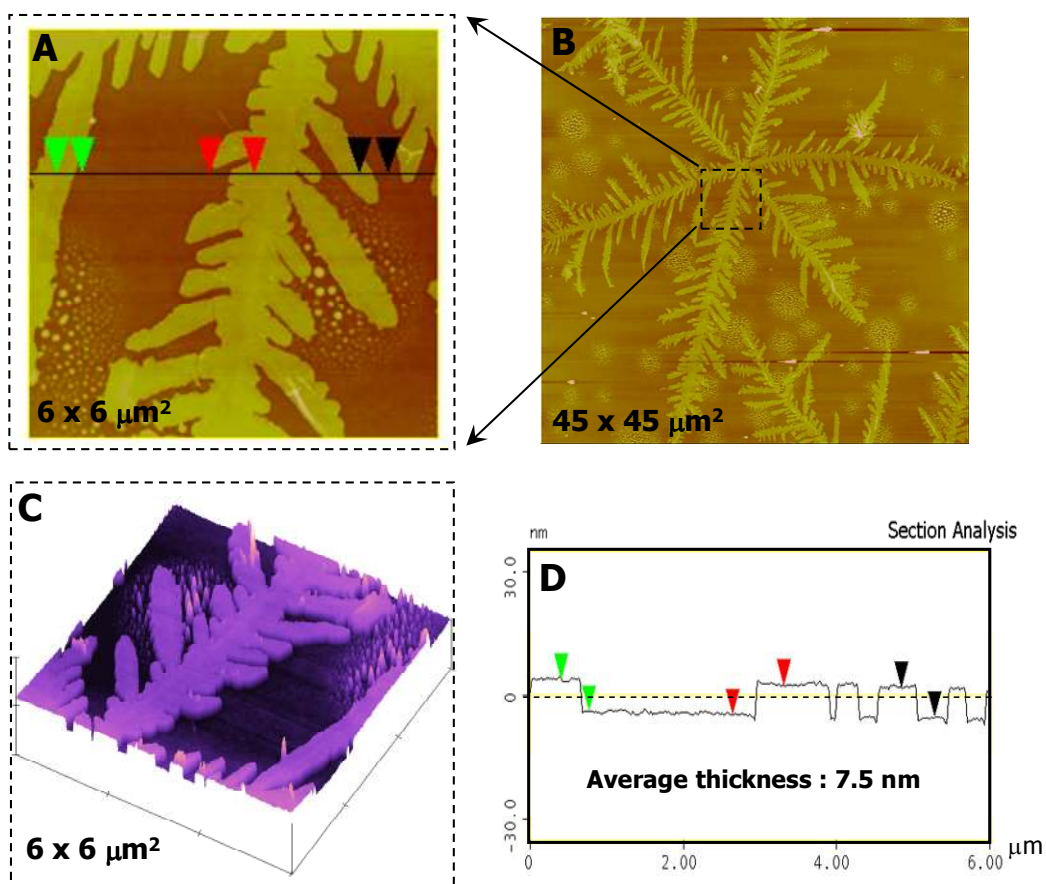 A
6 x 6 μm²
B
45 x 45 μm²
C
6 x 6 μm²
nm
Section Analysis
D
30.0
0
-30.0
Average thickness : 7.5 nm
0
2.00
4.00
6.00
μm